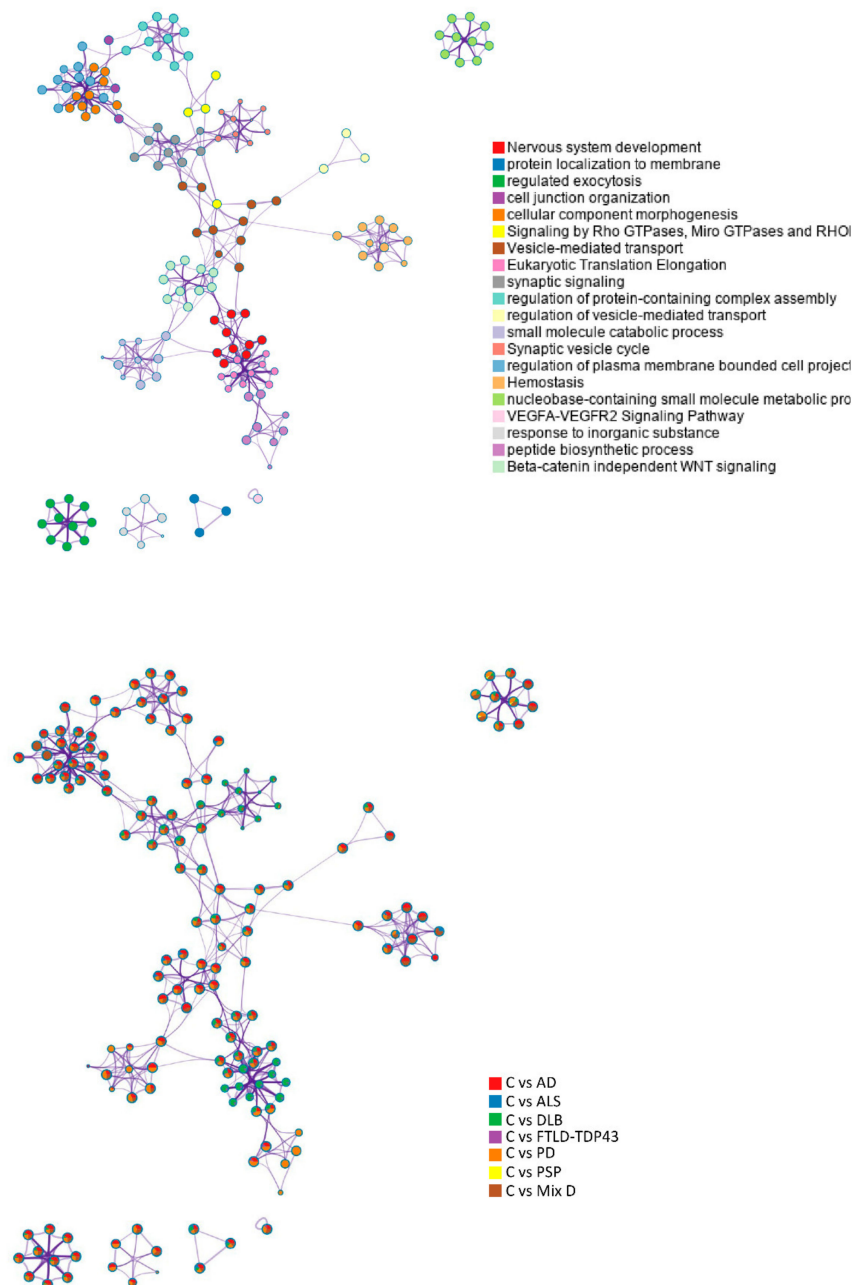 Nervous system development
protein localization to membrane
regulated exocytosis
cell junction organization
cellular component morphogenesis
Signaling by Rho GTPases, Miro GTPases and
Vesicle-mediated transport
Eukaryotic Translation Elongation
synaptic signaling
regulation of protein-containing complex assembly
regulation of vesicle-mediated transport
small molecule catabolic process
Synaptic vesicle cycle
regulation of plasma membrane bounded cell project
Hemostasis
nucleobase-containing small molecule metabolic pro
VEGFA-VEGFR2 Signaling Pathway
response to inorganic substance
peptide biosynthetic process
Beta-catenin independent WNT signaling
C vs AD
C vs ALS
C vs DLB
C vs FTLD-TDP43
C vs PD
C vs PSP
C vs Mix D